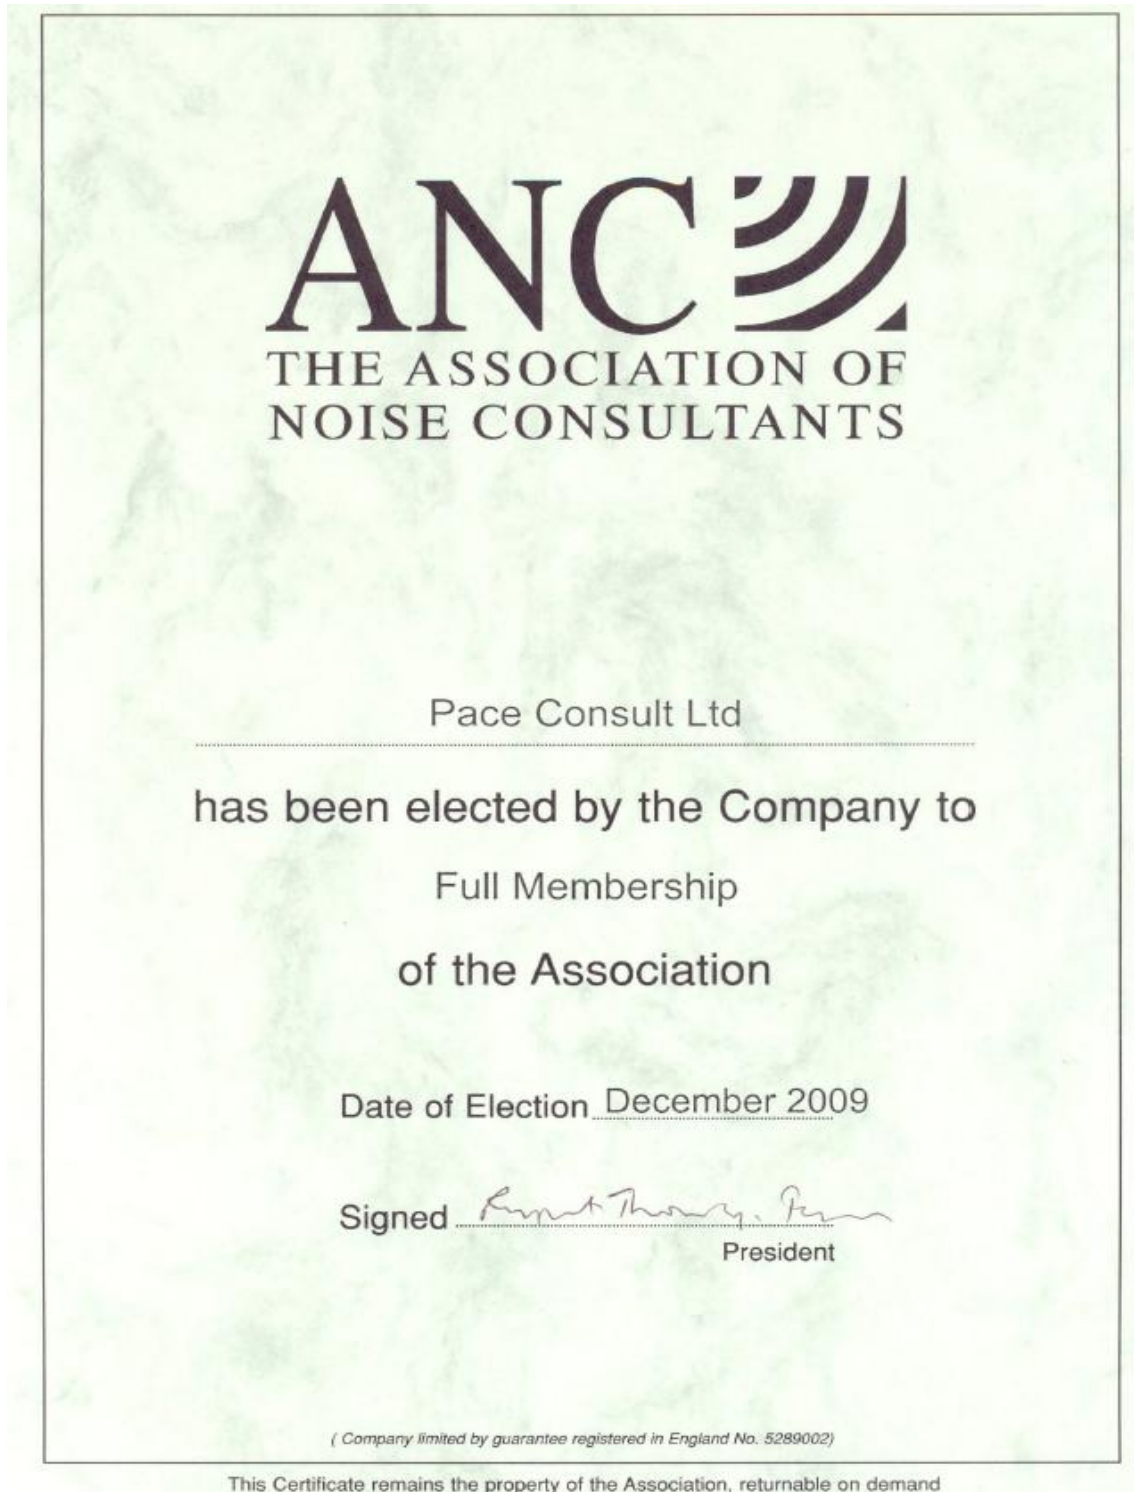 ANC
THE ASSOCIATION OF
NOISE CONSULTANTS
Pace Consult Ltd
has been elected by the Company to
Full Membership
of the Association
Date of Election December 2009
Signed
President
( Company limited by guarantee registered in England No. 5289002)
This Certificate remains the property of the Association, returnable on demand